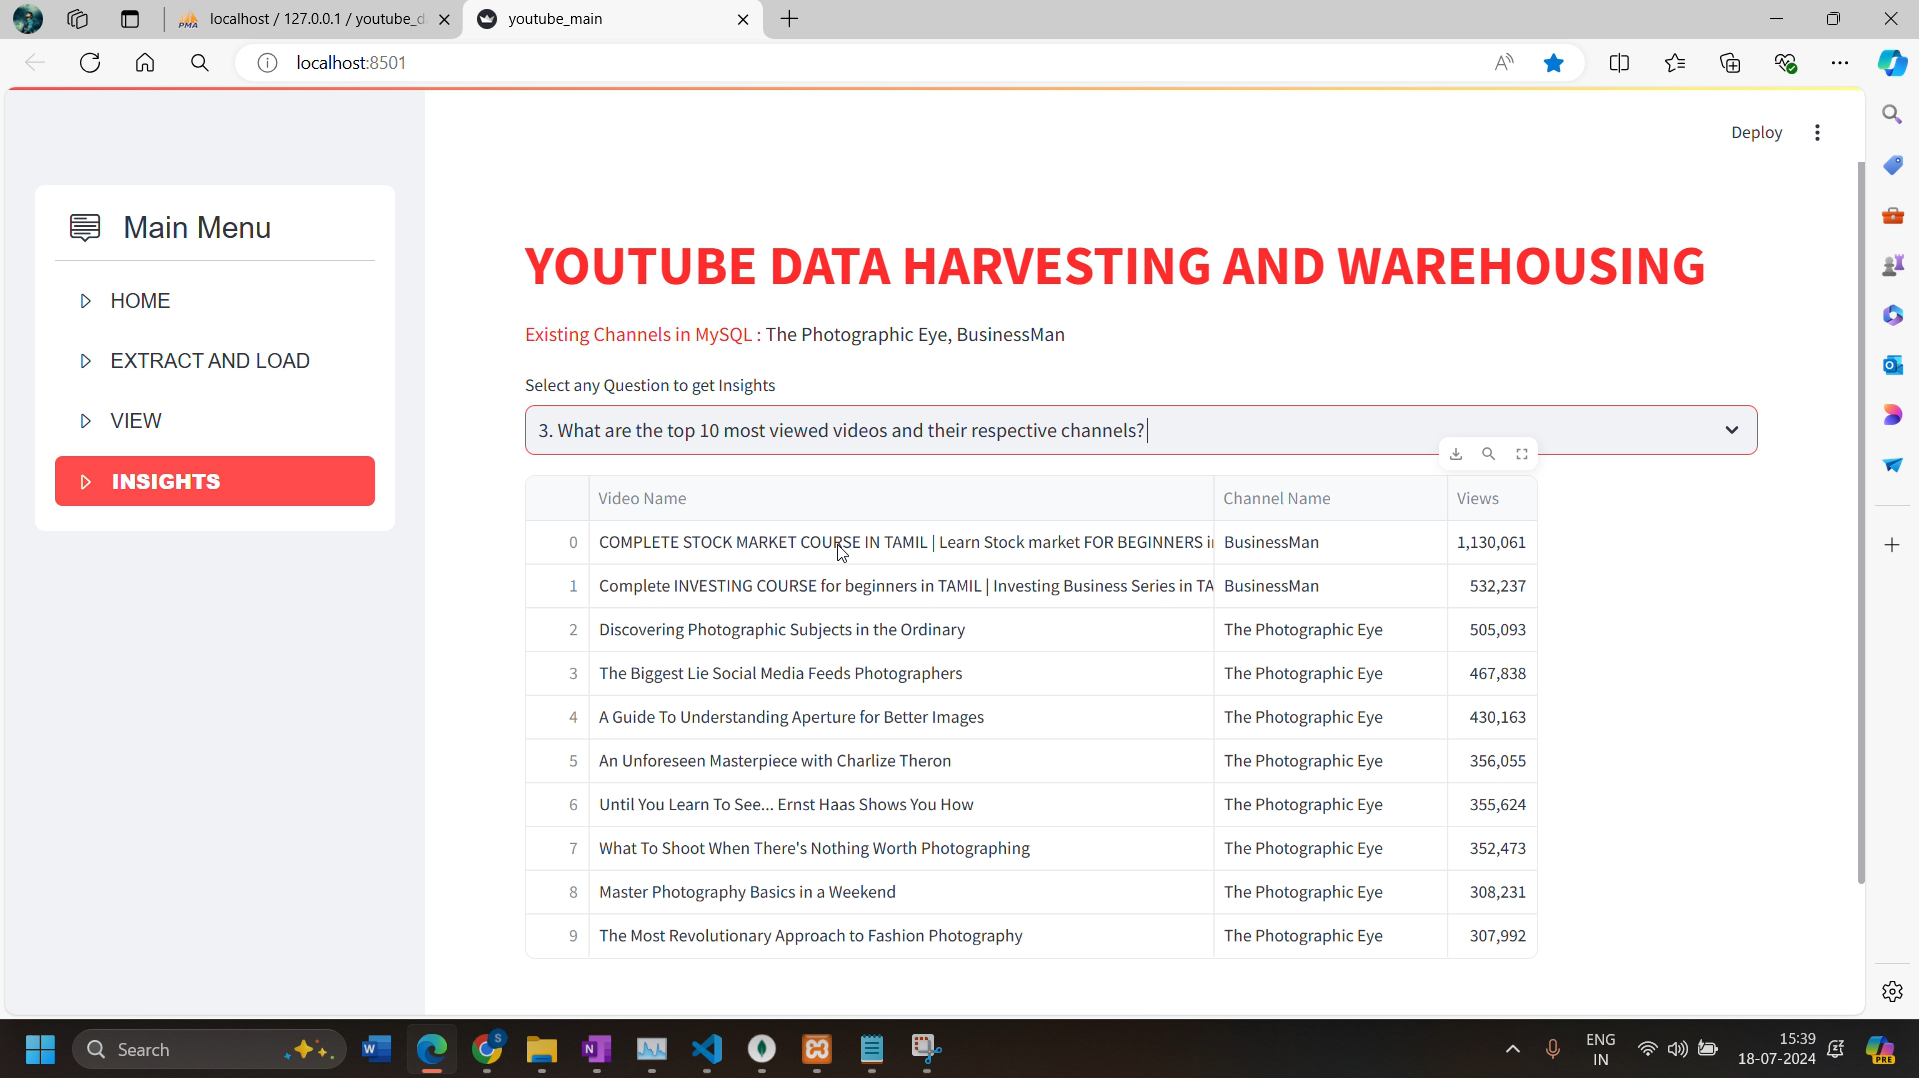 localhost / 127.0.0.1 / youtube_d
youtube_main
localhost:8501
Deploy
Main Menu
HOME
EXTRACT AND LOAD
VIEW
INSIGHTS
YOUTUBE DATA HARVESTING AND WAREHOUSING
Existing Channels in MySQL : The Photographic Eye, BusinessMan
Select any Question to get Insights
3. What are the top 10 most viewed videos and their respective channels?
Video Name Channel Name Views
0 COMPLETE STOCK MARKET COURSE IN TAMIL | Learn Stock market FOR BEGINNERS i BusinessMan 1,130,061
1 Complete INVESTING COURSE for beginners in TAMIL | Investing Business Series in TA BusinessMan 532,237
2 Discovering Photographic Subjects in the Ordinary The Photographic Eye 505,093
3 The Biggest Lie Social Media Feeds Photographers The Photographic Eye 467,838
4 A Guide To Understanding Aperture for Better Images The Photographic Eye 430,163
5 An Unforeseen Masterpiece with Charlize Theron The Photographic Eye 356,055
6 Until You Learn To See... Ernst Haas Shows You How The Photographic Eye 355,624
7 What To Shoot When There's Nothing Worth Photographing The Photographic Eye 352,473
8 Master Photography Basics in a Weekend The Photographic Eye 308,231
9 The Most Revolutionary Approach to Fashion Photography The Photographic Eye 307,992
Search
ENG
IN
15:39
18-07-2024
PRE